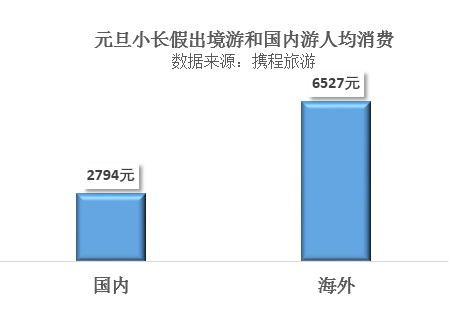 元旦小长假出境游和国内游人均消费
数据来源：携程旅游
6527元
2794元
国内
海外